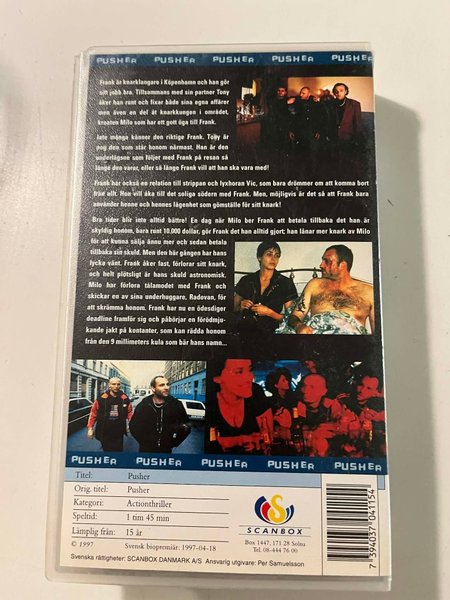 PUSHER PUSHER PUSHER PUSHER PUSHER
Frank är knarklangare i Köpenhamn och han gör
sitt jobb bra. Tillsammans med sin partner Tony
åker han runt och fixar både sina egna affärer
men även en del åt knarkkungen i området,
kroaten Milo som har ett gott öga till Frank.
Inte många känner den riktige Frank. Tony är
nog den som står honom närmast. Han är den
underlägsne som följer med Frank på resan så
länge den varar, eller så länge Frank vill att han ska vara med!
Frank har också en relation till strippan och lyxhoran Vic, som bara drömmer om att komma bort
från allt. Hon vill åka till det soliga södern med Frank. Men, möjligvis är det så att Frank bara
använder henne och hennes lägenhet som gömställe för sitt knark!
Bra tider blir inte alltid bättre! En dag när Milo ber Frank att betala tillbaka det han är
skyldig honom, bara runt 10.000 dollar, gör Frank det han alltid gjort; han lånar mer knark av Milo
för att kunna sälja ännu mer och sedan betala
tillbaka sin skuld. Men den här gången har hans
lycka vänt. Frank åker fast, förlorar sitt knark,
och helt plötsligt är hans skuld astronomisk.
Milo har förlora tålamodet med Frank och
skickar en av sina underhuggare, Radovan, för
att skrämma honom. Frank har nu en ödesdiger
deadline framför sig och påbörjar en förödmju-
kande jakt på kontanter, som kan rädda honom
från den 9 millimeters kula som bär hans namn...
PUSHER PUSHER PUSHER PUSHER PUSHER
Titel: Pusher
Orig. titel: Pusher
Kategori: Actionthriller
Speltid: 1 tim 45 min
Lämplig från: 15 år
© 1997 Svensk biopremiär: 1997-04-18
SCANBOX
Box 1447, 171 28 Solna
Tel. 08-444 76 00
Svenska rättigheter: SCANBOX DANMARK A/S Ansvarig utgivare: Per Samuelsson
7 394037 041154